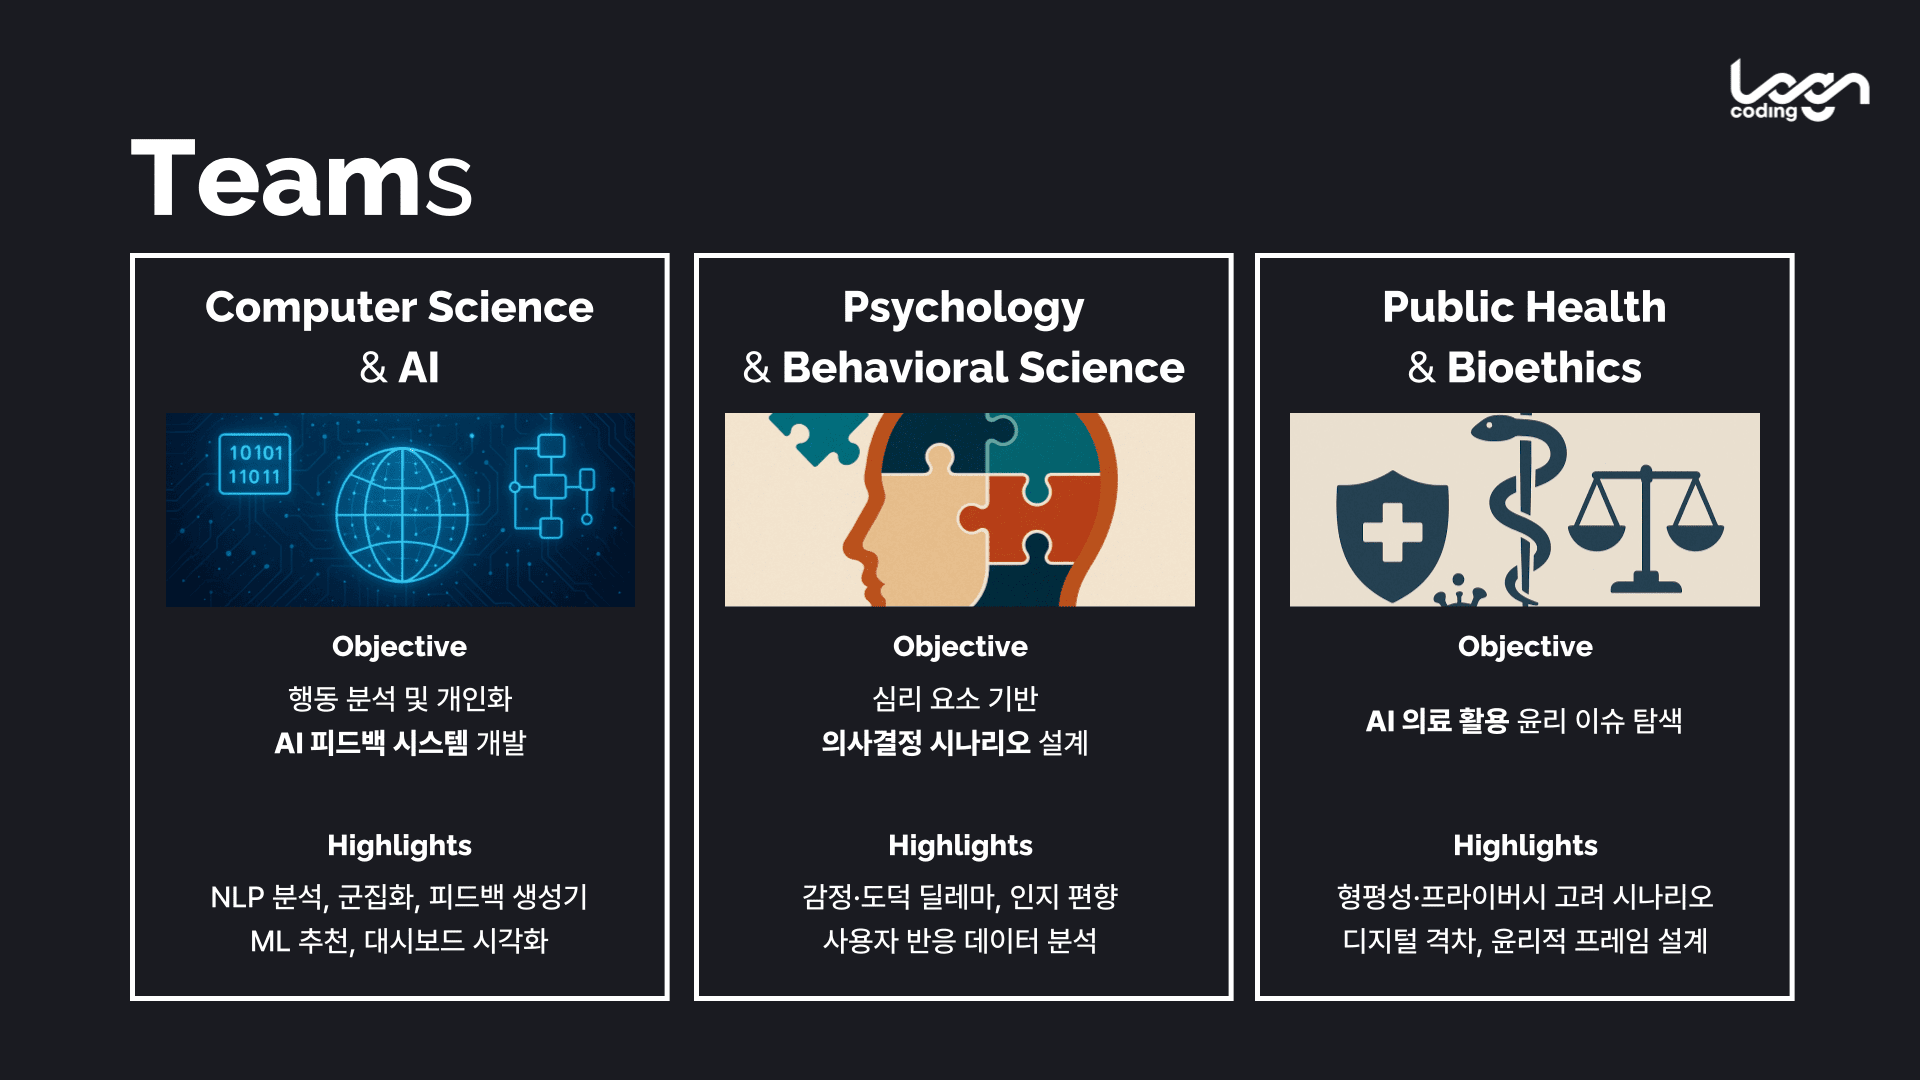 Logn
coding
Teams
Computer Science
& AI
10101
11011
Objective
행동 분석 및 개인화
AI 피드백 시스템 개발
Highlights
NLP 분석, 군집화, 피드백 생성기
ML 추천, 대시보드 시각화
Psychology
& Behavioral Science
Objective
심리 요소 기반
의사결정 시나리오 설계
Highlights
감정·도덕 딜레마, 인지 편향
사용자 반응 데이터 분석
Public Health
& Bioethics
Objective
AI 의료 활용 윤리 이슈 탐색
Highlights
형평성·프라이버시 고려 시나리오
디지털 격차, 윤리적 프레임 설계